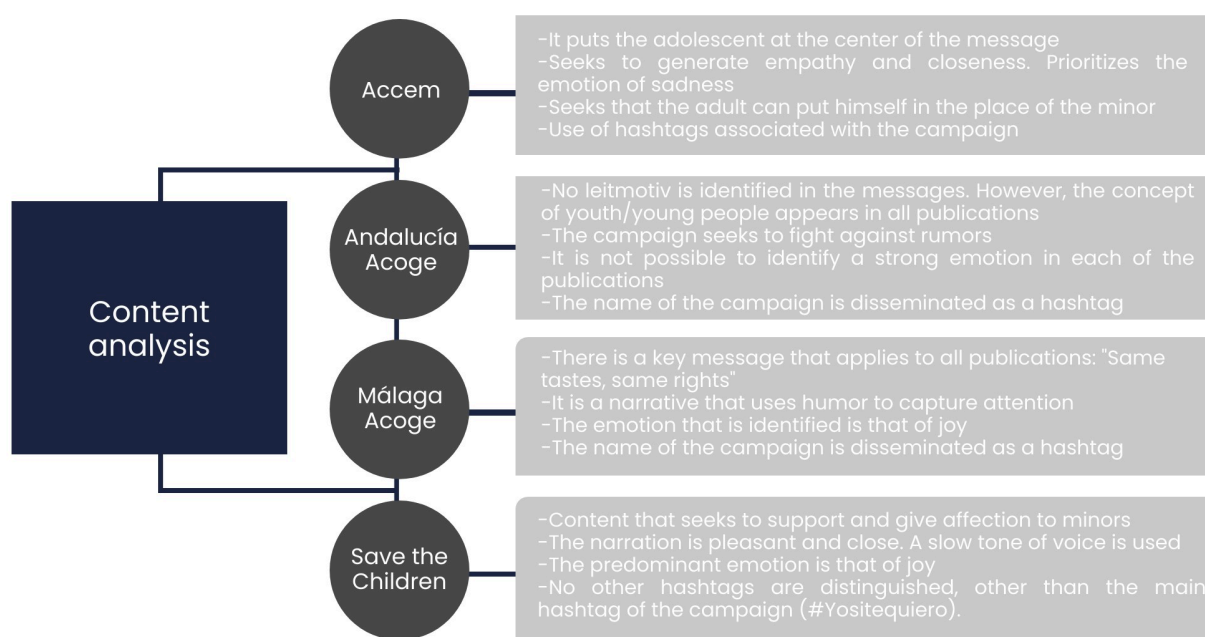 Content
analysis
Accem
-It puts the adolescent at the center of the message
-Seeks to generate empathy and closeness. Prioritizes the
emotion of sadness
-Seeks that the adult can put himself in the place of the minor
-Use of hashtags associated with the campaign
Andalucía
Acoge
-No leitmotiv is identified in the messages. However, the concept
of youth/young people appears in all publications
-The campaign seeks to fight against rumors
-It is not possible to identify a strong emotion in each of the
publications
-The name of the campaign is disseminated as a hashtag
Málaga
Acoge
-There is a key message that applies to all publications: "Same
tastes, same rights"
-It is a narrative that uses humor to capture attention
-The emotion that is identified is that of joy
-The name of the campaign is disseminated as a hashtag
Save the
Children
-Content that seeks to support and give affection to minors
-The narration is pleasant and close. A slow tone of voice is used
-The predominant emotion is that of joy
-No other hashtags are distinguished, other than the main
hashtag of the campaign (#Yositequiero).